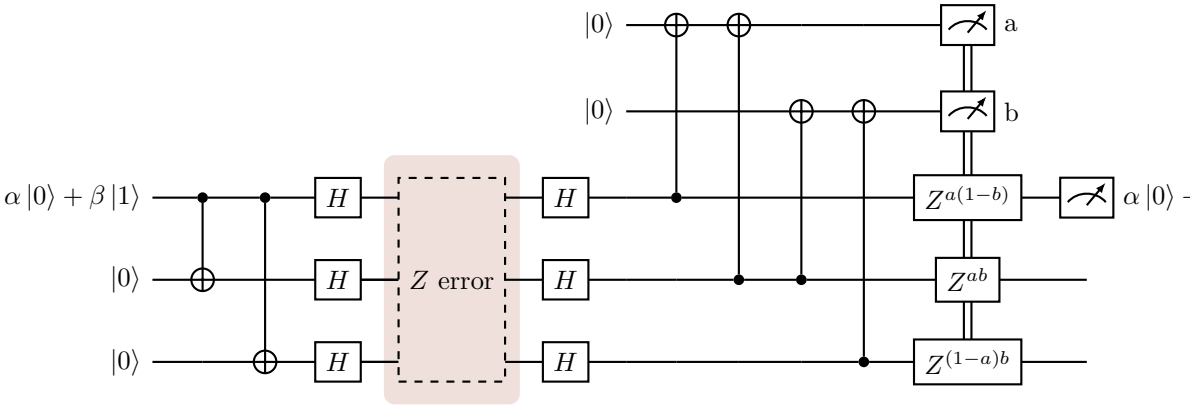 |0⟩ a
|0⟩ b
α |0⟩ + β |1⟩ H H Z^{a(1−b)} α |0⟩ −
|0⟩ H Z error H Z^{ab}
|0⟩ H H Z^{(1−a)b}